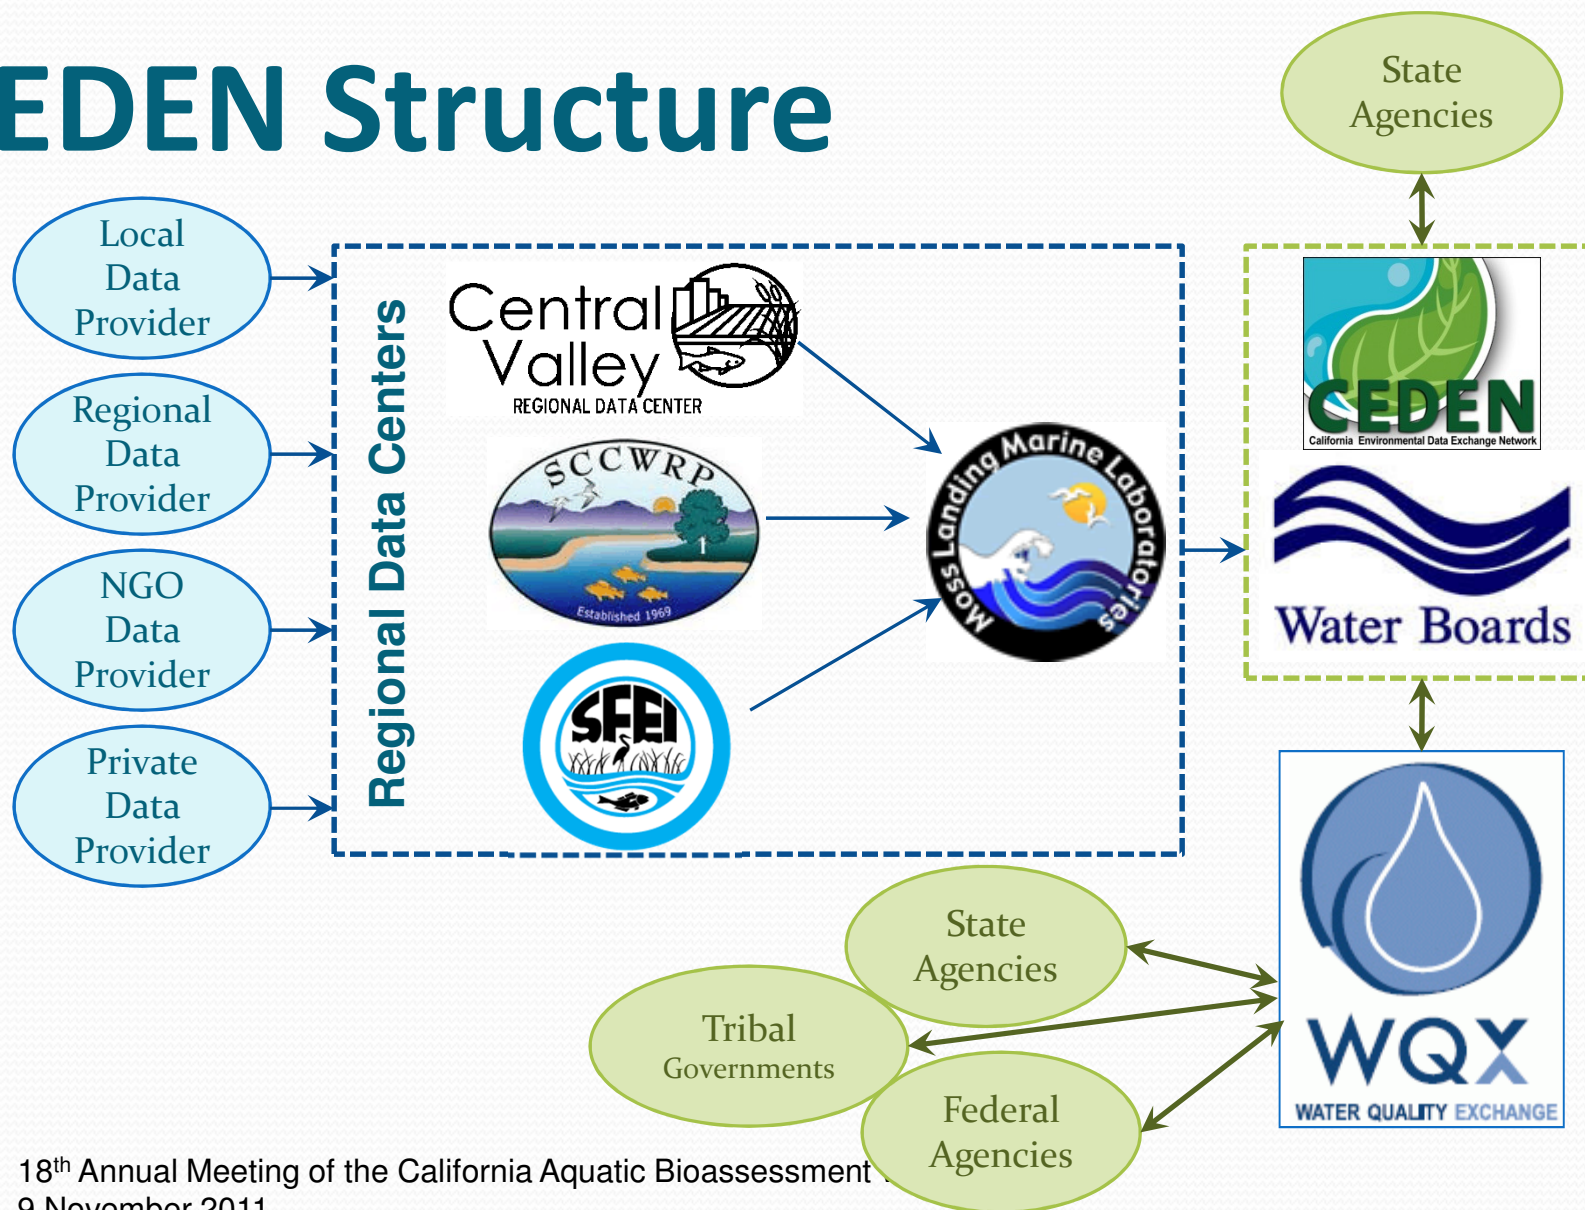 EDEN Structure
State
Agencies
Local
Data
Provider
Regional
Data
Provider
NGO
Data
Provider
Private
Data
Provider
Regional Data Centers
Central
Valley
REGIONAL DATA CENTER
SCCWRP
Established 1969
SFEI
Moss Landing Marine Laboratories
CEDEN
California Environmental Data Exchange Network
Water Boards
WQX
WATER QUALITY EXCHANGE
State
Agencies
Tribal
Governments
Federal
Agencies
18th Annual Meeting of the California Aquatic Bioassessment
9 November 2011